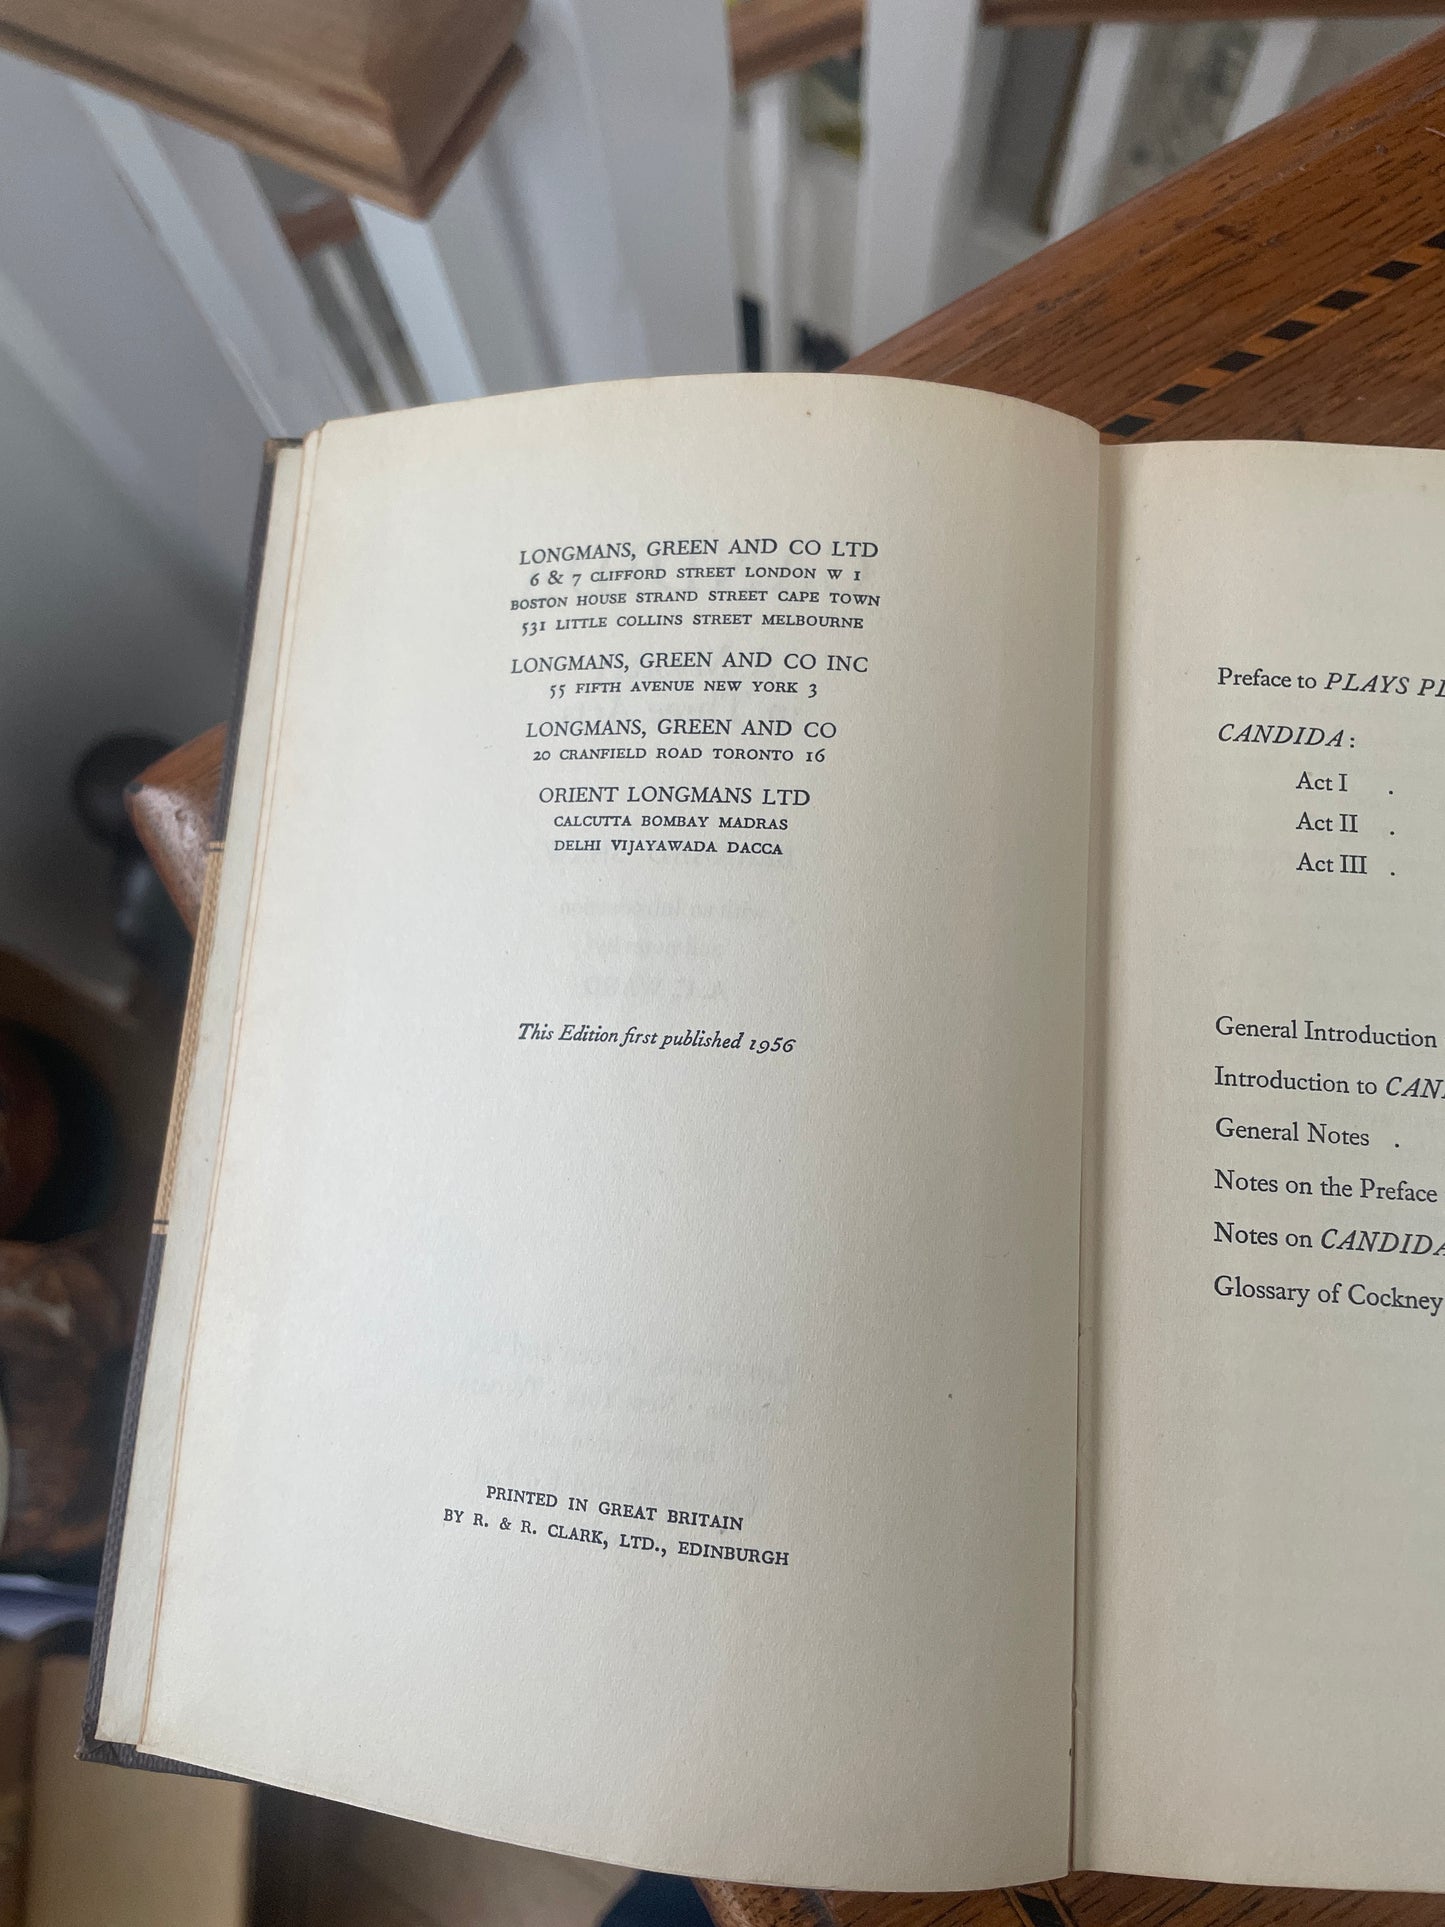 LONGMANS, GREEN AND CO LTD
6 & 7 CLIFFORD STREET LONDON W 1
BOSTON HOUSE STRAND STREET CAPE TOWN
531 LITTLE COLLINS STREET MELBOURNE
LONGMANS, GREEN AND CO INC
55 FIFTH AVENUE NEW YORK 3
LONGMANS, GREEN AND CO
20 CRANFIELD ROAD TORONTO 16
ORIENT LONGMANS LTD
CALCUTTA BOMBAY MADRAS
DELHI VIJAYAWADA DACCA
This Edition first published 1956
PRINTED IN GREAT BRITAIN
BY R. & R. CLARK, LTD., EDINBURGH
Preface to PLAYS PL
CANDIDA:
Act I .
Act II .
Act III .
General Introduction
Introduction to CAN
General Notes .
Notes on the Preface
Notes on CANDIDA
Glossary of Cockney